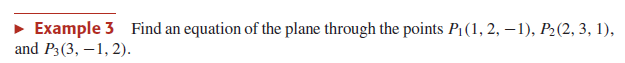 ▶ Example 3 Find an equation of the plane through the points P₁(1, 2, −1), P₂(2, 3, 1),
and P₃(3, −1, 2).